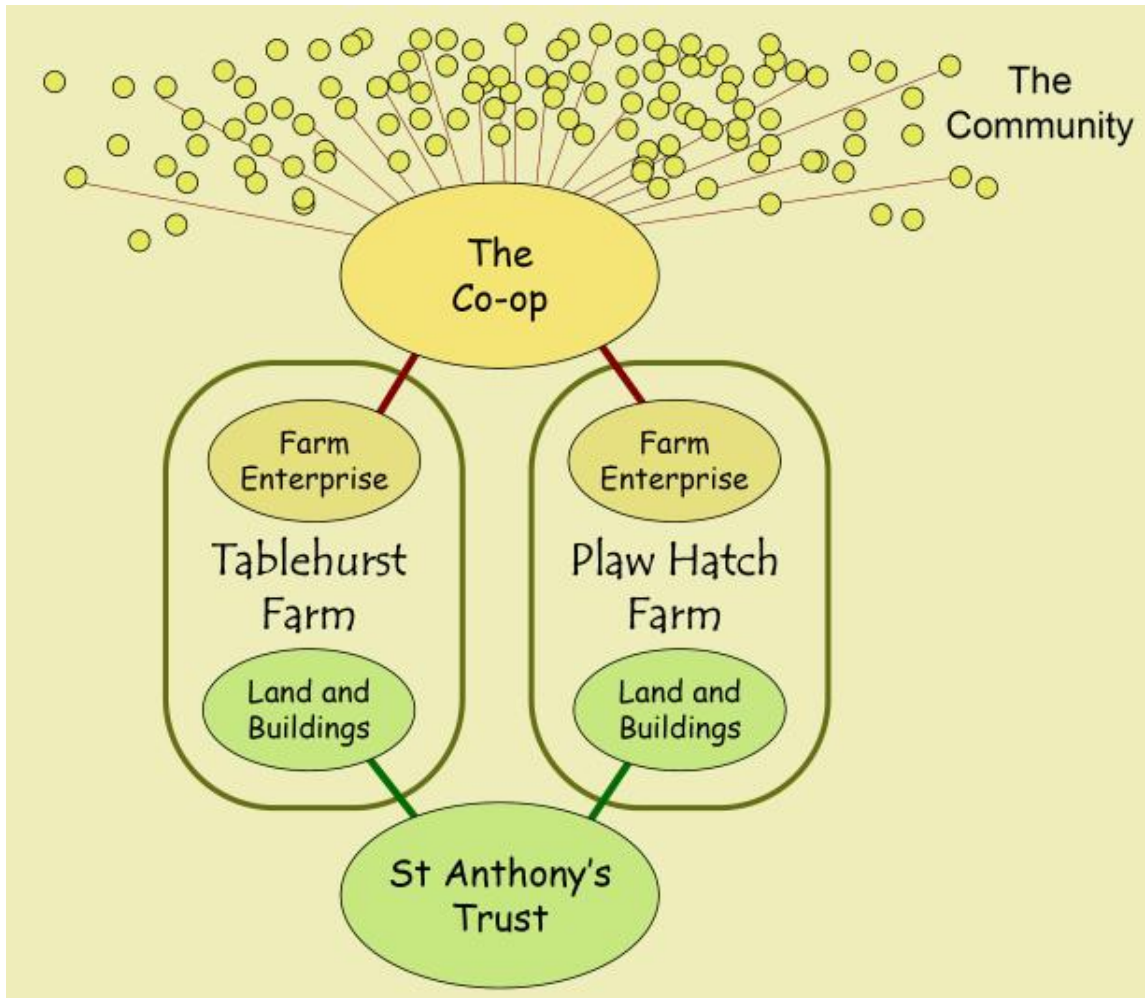 The
Community
The
Co-op
Farm
Enterprise
Tablehurst
Farm
Land and
Buildings
Farm
Enterprise
Plaw Hatch
Farm
Land and
Buildings
St Anthony's
Trust